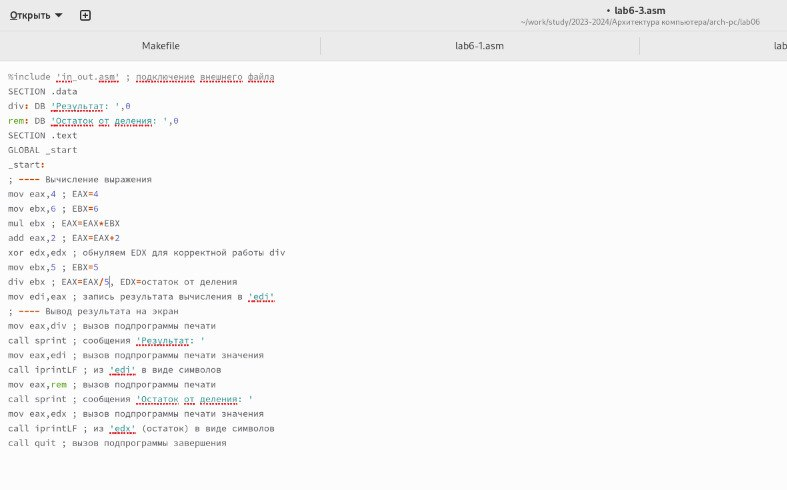 Открыть
• lab6-3.asm
~/work/study/2023-2024/Архитектура компьютера/arch-pc/lab06
Makefile
lab6-1.asm
lab
%include 'in_out.asm' ; подключение внешнего файла
SECTION .data
div: DB 'Результат: ',0
rem: DB 'Остаток от деления: ',0
SECTION .text
GLOBAL _start
_start:
; ---- Вычисление выражения
mov eax,4 ; EAX=4
mov ebx,6 ; EBX=6
mul ebx ; EAX=EAX*EBX
add eax,2 ; EAX=EAX+2
xor edx,edx ; обнуляем EDX для корректной работы div
mov ebx,5 ; EBX=5
div ebx ; EAX=EAX/5, EDX=остаток от деления
mov edi,eax ; запись результата вычисления в 'edi'
; ---- Вывод результата на экран
mov eax,div ; вызов подпрограммы печати
call sprint ; сообщения 'Результат: '
mov eax,edi ; вызов подпрограммы печати значения
call iprintLF ; из 'edi' в виде символов
mov eax,rem ; вызов подпрограммы печати
call sprint ; сообщения 'Остаток от деления: '
mov eax,edx ; вызов подпрограммы печати значения
call iprintLF ; из 'edx' (остаток) в виде символов
call quit ; вызов подпрограммы завершения